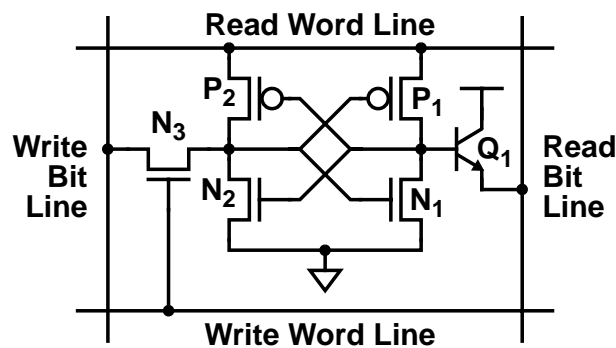 Read Word Line
P2
P1
N3
Write
Bit
Line
Q1
Read
Bit
Line
N2
N1
Write Word Line